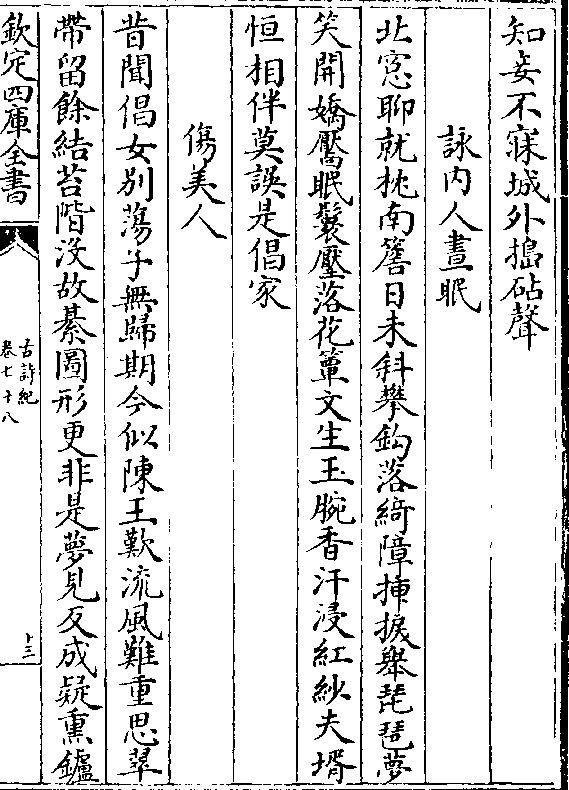 知妾不寐城外搗砧聲
詠内人晝眠
北窻聊就枕南簷日未斜攀鈎落綺障揷捩舉琵琶夢
笑開嬌靨眠鬟壓落花簟文生玉腕香汗浸紅紗夫壻
恒相伴莫誤是倡家
傷美人
昔聞倡女別蕩子無歸期今似陳王歎流風難重思翠
帶留餘結苔階沒故綦圖形更非是夢見反成疑熏鑪
欽定四庫全書
古詩紀
卷七十八
十三